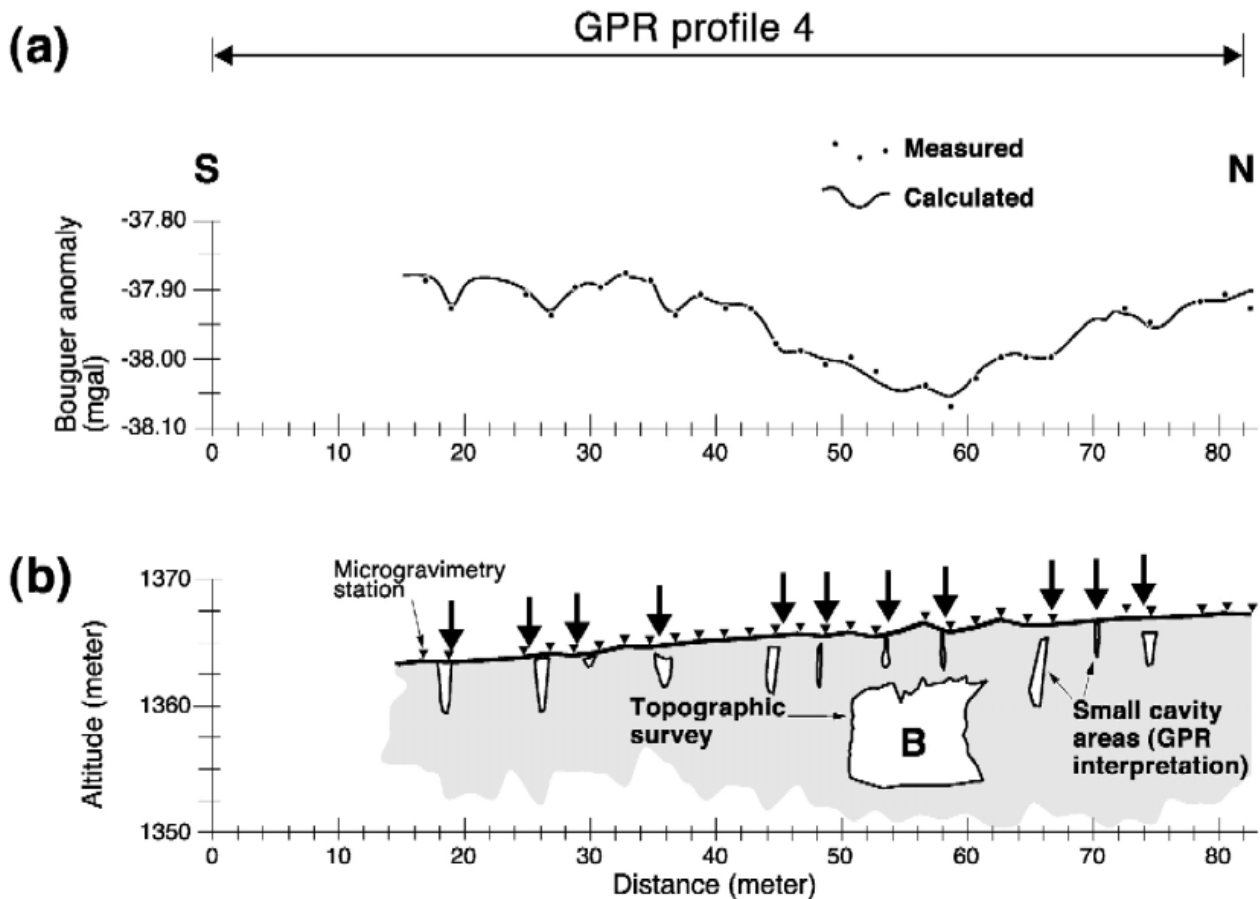 (a)
GPR profile 4
S
N
Measured
Calculated
Bouguer anomaly
(mgal)
-37.80
-37.90
-38.00
-38.10
0 10 20 30 40 50 60 70 80
(b)
Microgravimetry
station
Altitude (meter)
1370
1360
1350
Topographic
survey
B
Small cavity
areas (GPR
interpretation)
0 10 20 30 40 50 60 70 80
Distance (meter)